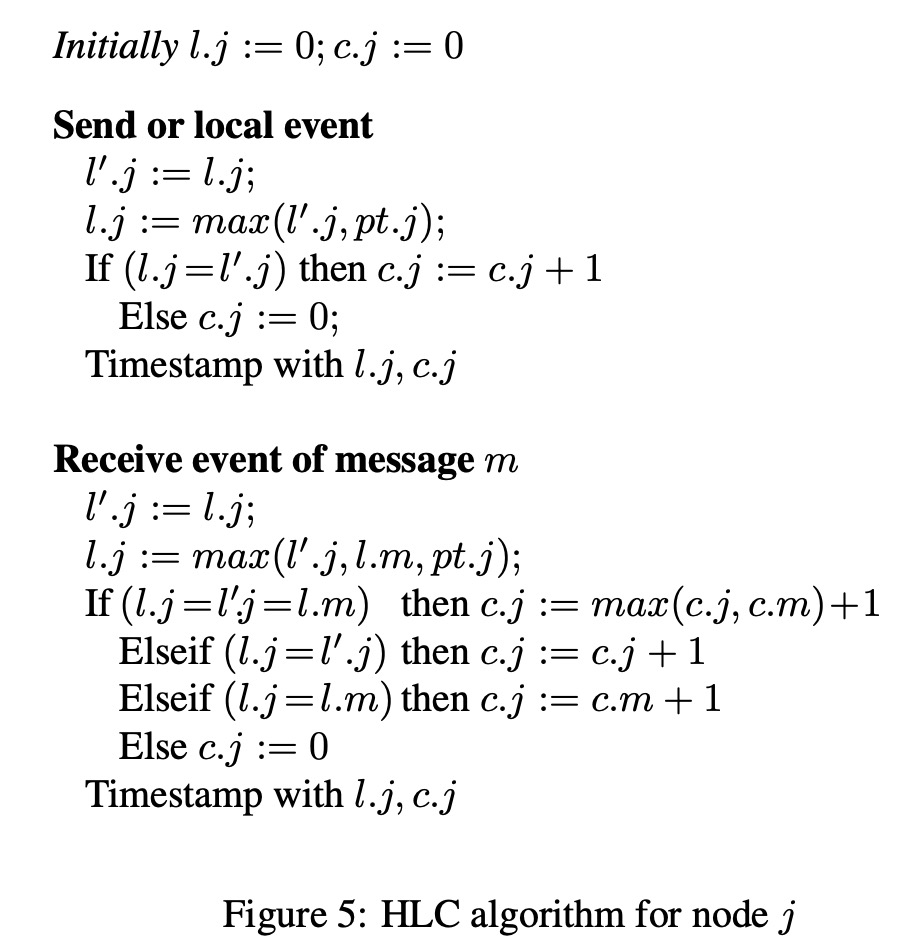 Initially l.j := 0; c.j := 0
Send or local event
l′.j := l.j;
l.j := max(l′.j, pt.j);
If (l.j=l′.j) then c.j := c.j + 1
Else c.j := 0;
Timestamp with l.j, c.j
Receive event of message m
l′.j := l.j;
l.j := max(l′.j, l.m, pt.j);
If (l.j=l′j=l.m) then c.j := max(c.j, c.m)+1
Elseif (l.j=l′.j) then c.j := c.j + 1
Elseif (l.j=l.m) then c.j := c.m + 1
Else c.j := 0
Timestamp with l.j, c.j
Figure 5: HLC algorithm for node j